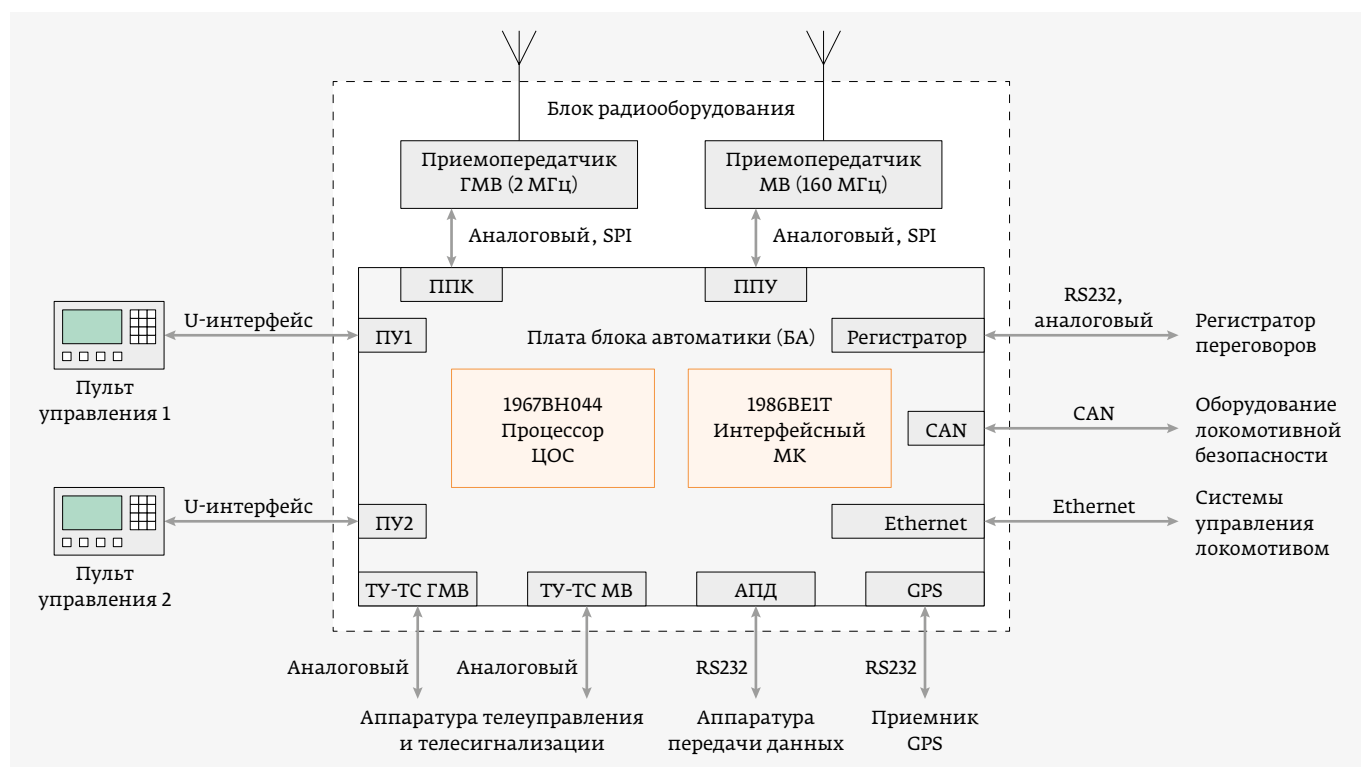 Блок радиооборудования
Приемопередатчик
ГМВ (2 МГц)
Приемопередатчик
МВ (160 МГц)
Аналоговый, SPI
Аналоговый, SPI
ППК
ППУ
U-интерфейс
ПУ1
Плата блока автоматики (БА)
Регистратор
RS232,
аналоговый
Регистратор
переговоров
Пульт
управления 1
1967ВН044
Процессор
ЦОС
1986ВЕ1Т
Интерфейсный
МК
CAN
CAN
Оборудование
локомотивной
безопасности
U-интерфейс
ПУ2
Ethernet
Ethernet
Системы
управления
локомотивом
Пульт
управления 2
ТУ-ТС ГМВ
ТУ-ТС МВ
АПД
GPS
Аналоговый
Аналоговый
RS232
RS232
Аппаратура телеуправления
и телесигнализации
Аппаратура
передачи данных
Приемник
GPS